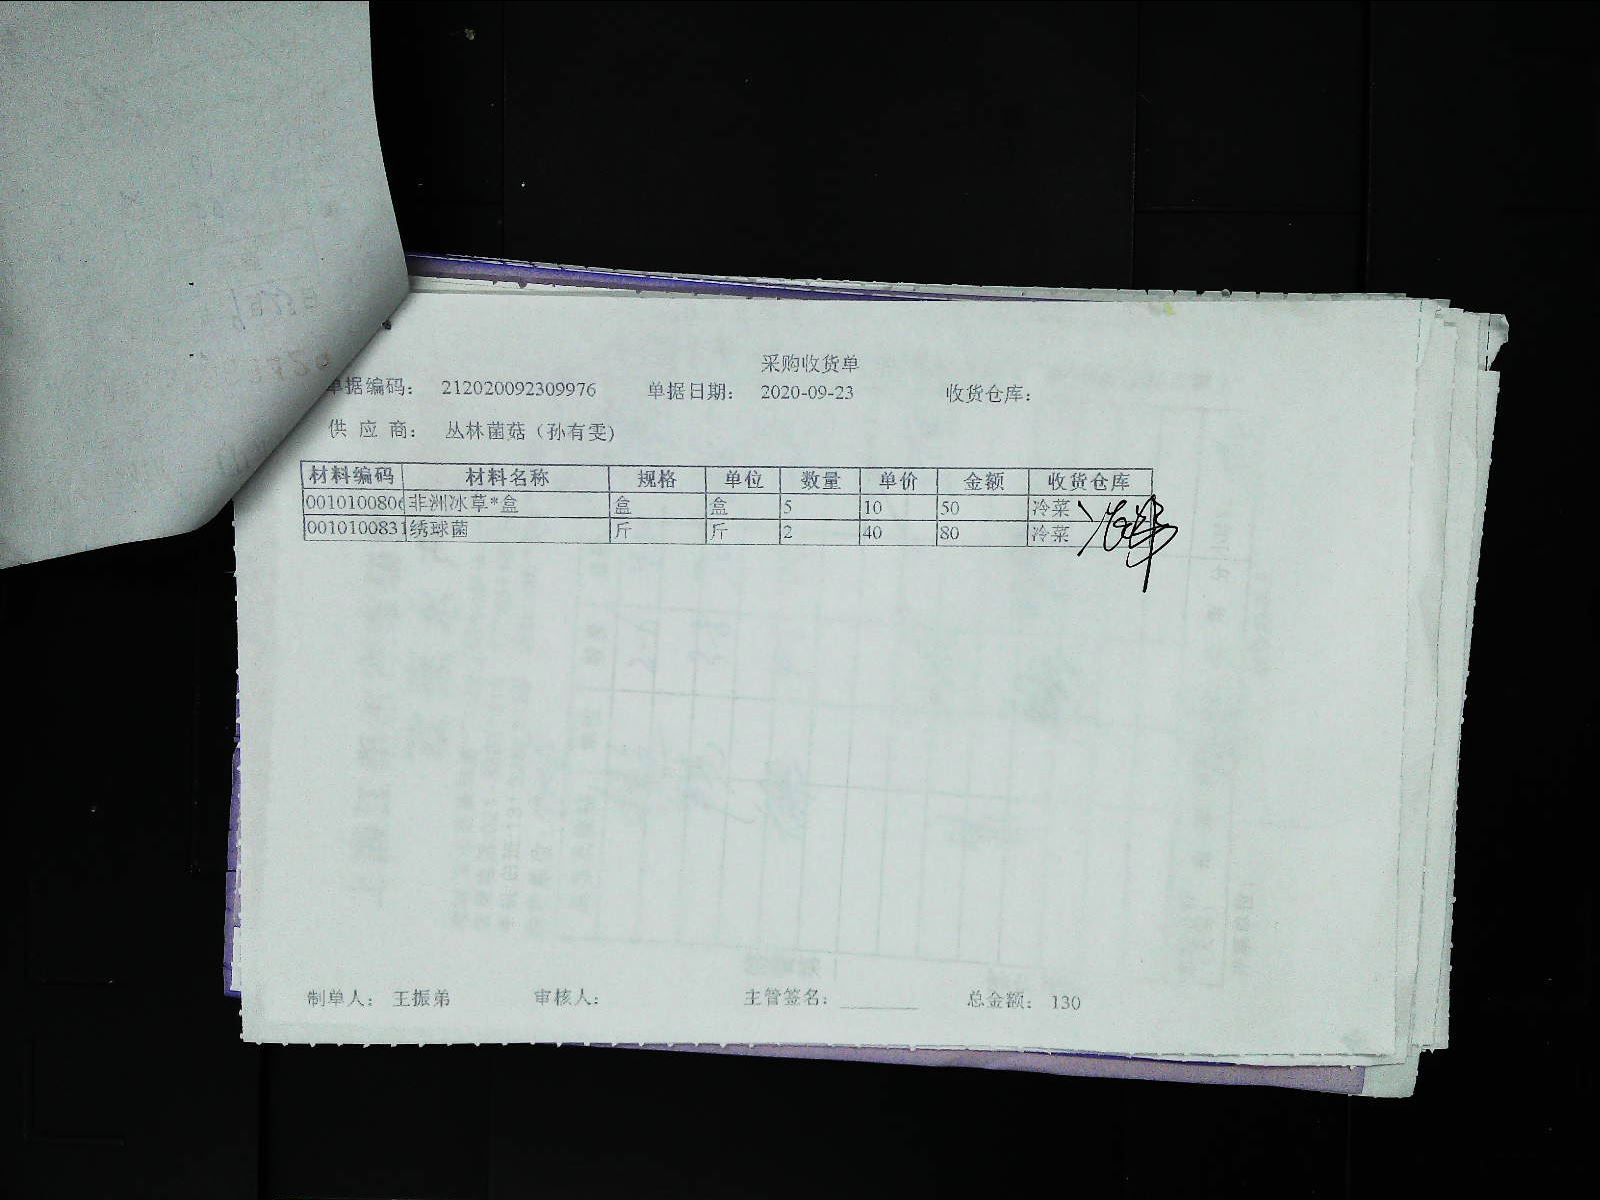 采购收货单
单据编码： 212020092309976 单据日期： 2020-09-23 收货仓库：
供 应 商： 丛林菌菇（孙有雯）
材料编码 材料名称 规格 单位 数量 单价 金额 收货仓库
0010100806 非洲冰草*盒 盒 盒 5 10 50 冷菜
0010100831 绣球菌 斤 斤 2 40 80 冷菜
制单人： 王振弟 审核人： 主管签名： 总金额： 130